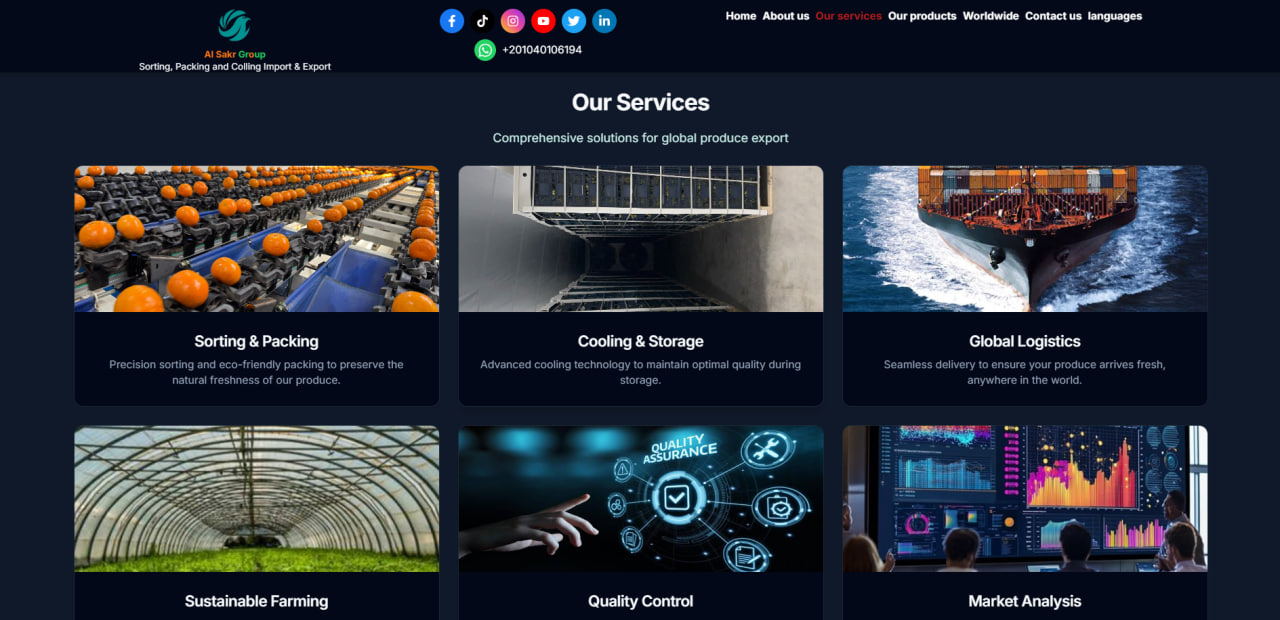 Al Sakr Group
Sorting, Packing and Colling Import & Export
+201040106194
Home About us Our services Our products Worldwide Contact us languages
Our Services
Comprehensive solutions for global produce export
Sorting & Packing
Precision sorting and eco-friendly packing to preserve the
natural freshness of our produce.
Cooling & Storage
Advanced cooling technology to maintain optimal quality during
storage.
Global Logistics
Seamless delivery to ensure your produce arrives fresh,
anywhere in the world.
QUALITY
ASSURANCE
Sustainable Farming
Quality Control
Market Analysis